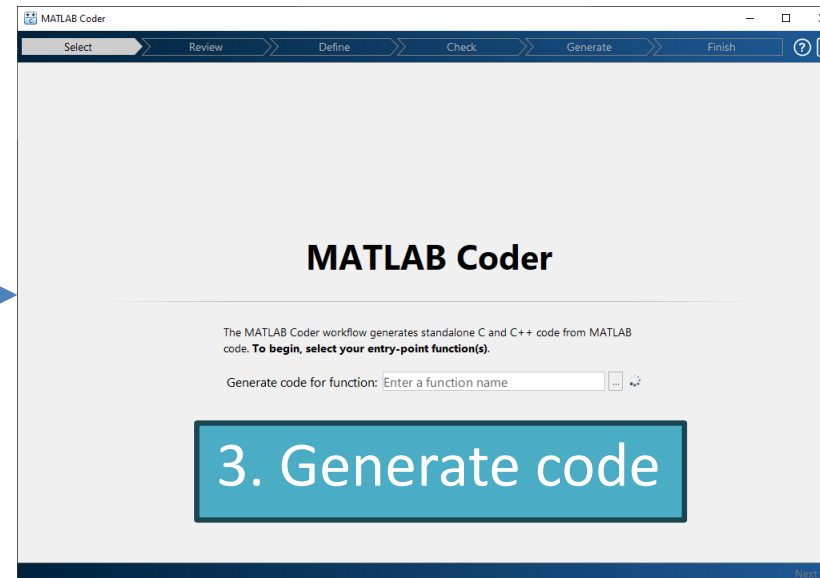 MATLAB Coder
Select
Review
Define
Check
Generate
Finish
?
MATLAB Coder
The MATLAB Coder workflow generates standalone C and C++ code from MATLAB
code. To begin, select your entry-point function(s).
Generate code for function: Enter a function name ...
3. Generate code
Next